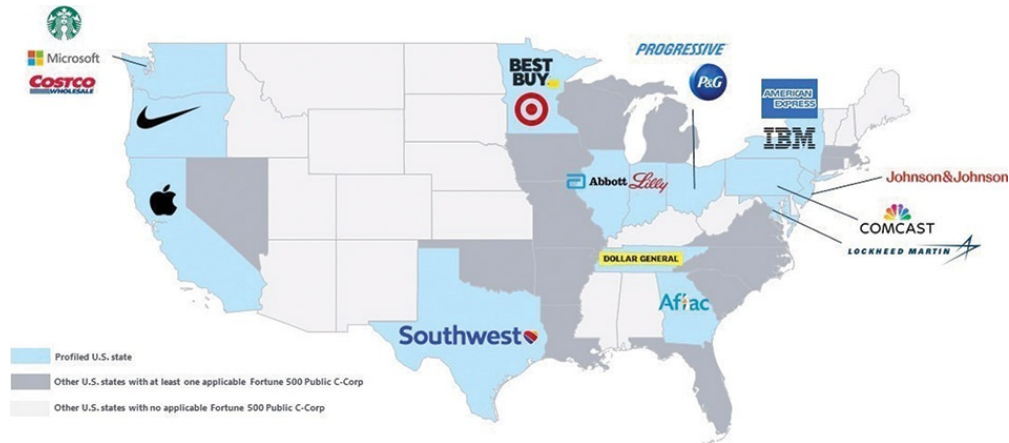 Microsoft
COSTCO
WHOLESALE
BEST
BUY
PROGRESSIVE
P&G
AMERICAN
EXPRESS
IBM
Abbott
Lilly
Johnson&Johnson
COMCAST
LOCKHEED MARTIN
DOLLAR GENERAL
Aflac
Southwest
Profiled U.S. state
Other U.S. states with at least one applicable Fortune 500 Public C-Corp
Other U.S. states with no applicable Fortune 500 Public C-Corp